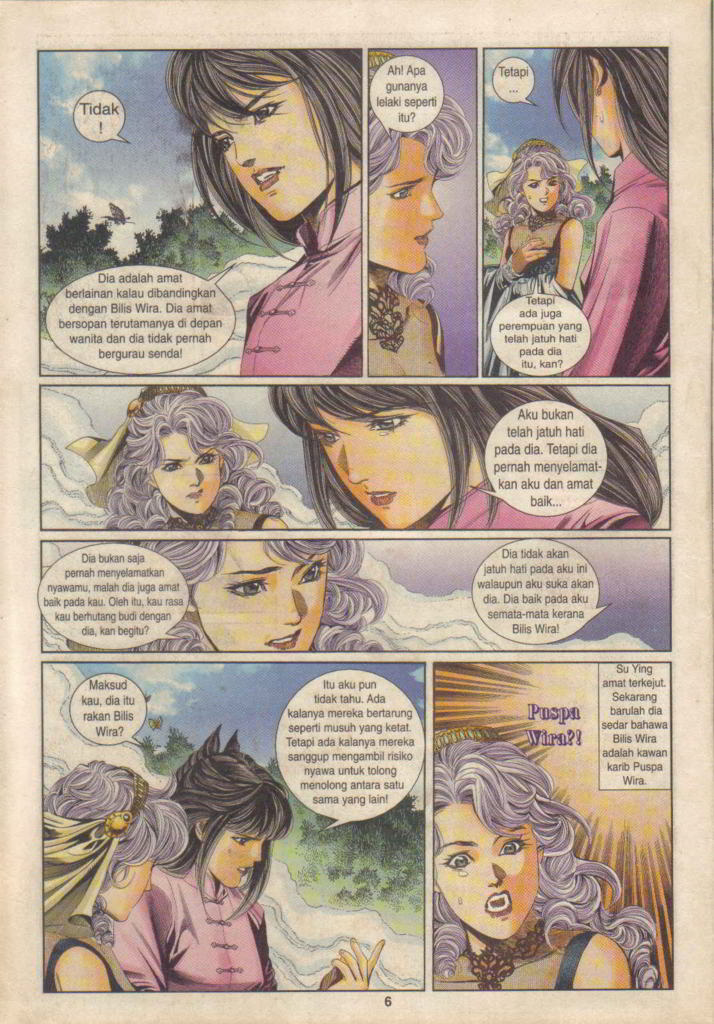 Tidak
!
Dia adalah amat
berlainan kalau dibandingkan
dengan Bilis Wira. Dia amat
bersopan terutamanya di depan
wanita dan dia tidak pernah
bergurau senda!
Ah! Apa
gunanya
lelaki seperti
itu?
Tetapi
...
Tetapi
ada juga
perempuan yang
telah jatuh hati
pada dia
itu, kan?
Aku bukan
telah jatuh hati
pada dia. Tetapi dia
pernah menyelamat-
kan aku dan amat
baik...
Dia bukan saja
pernah menyelamatkan
nyawamu, malah dia juga amat
baik pada kau. Oleh itu, kau rasa
kau berhutang budi dengan
dia, kan begitu?
Dia tidak akan
jatuh hati pada aku ini
walaupun aku suka akan
dia. Dia baik pada aku
semata-mata kerana
Bilis Wira!
Maksud
kau, dia itu
rakan Bilis
Wira?
Itu aku pun
tidak tahu. Ada
kalanya mereka bertarung
seperti musuh yang ketat.
Tetapi ada kalanya mereka
sanggup mengambil risiko
nyawa untuk tolong
menolong antara satu
sama yang lain!
Puspa
Wira?!
Su Ying
amat terkejut.
Sekarang
barulah dia
sedar bahawa
Bilis Wira
adalah kawan
karib Puspa
Wira.
6